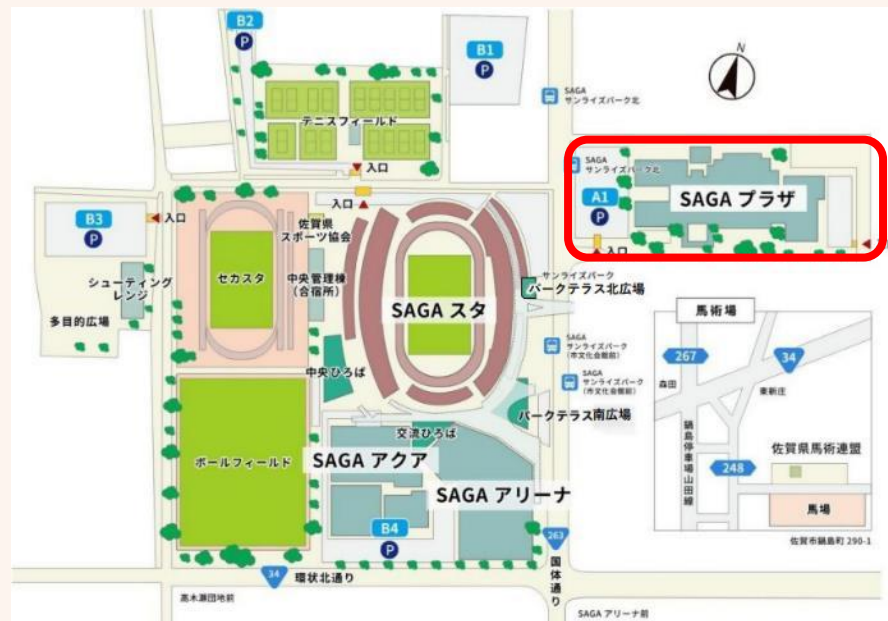 B2
P
B1
P
N
SAGA
サンライズパーク北
テニスフィールド
入口
SAGA
サンライズパーク北
A1
P
SAGA プラザ
入口
B3
P
入口
入口
佐賀県
スポーツ協会
シューティング
レンジ
多目的広場
セカスタ
中央管理棟
(合宿所)
SAGA スタ
サンライズパーク
パークテラス北広場
SAGA
サンライズパーク
(市文化会館前)
SAGA
サンライズパーク
(市文化会館前)
中央ひろば
パークテラス南広場
交流ひろば
ボールフィールド
SAGA アクア
SAGA アリーナ
B4
P
263
国体通り
34
環状北通り
高木瀬団地前
SAGA アリーナ前
馬術場
267
34
森田
東新庄
鍋島停車場山田線
佐賀県馬術連盟
248
馬場
佐賀市鍋島町 290-1